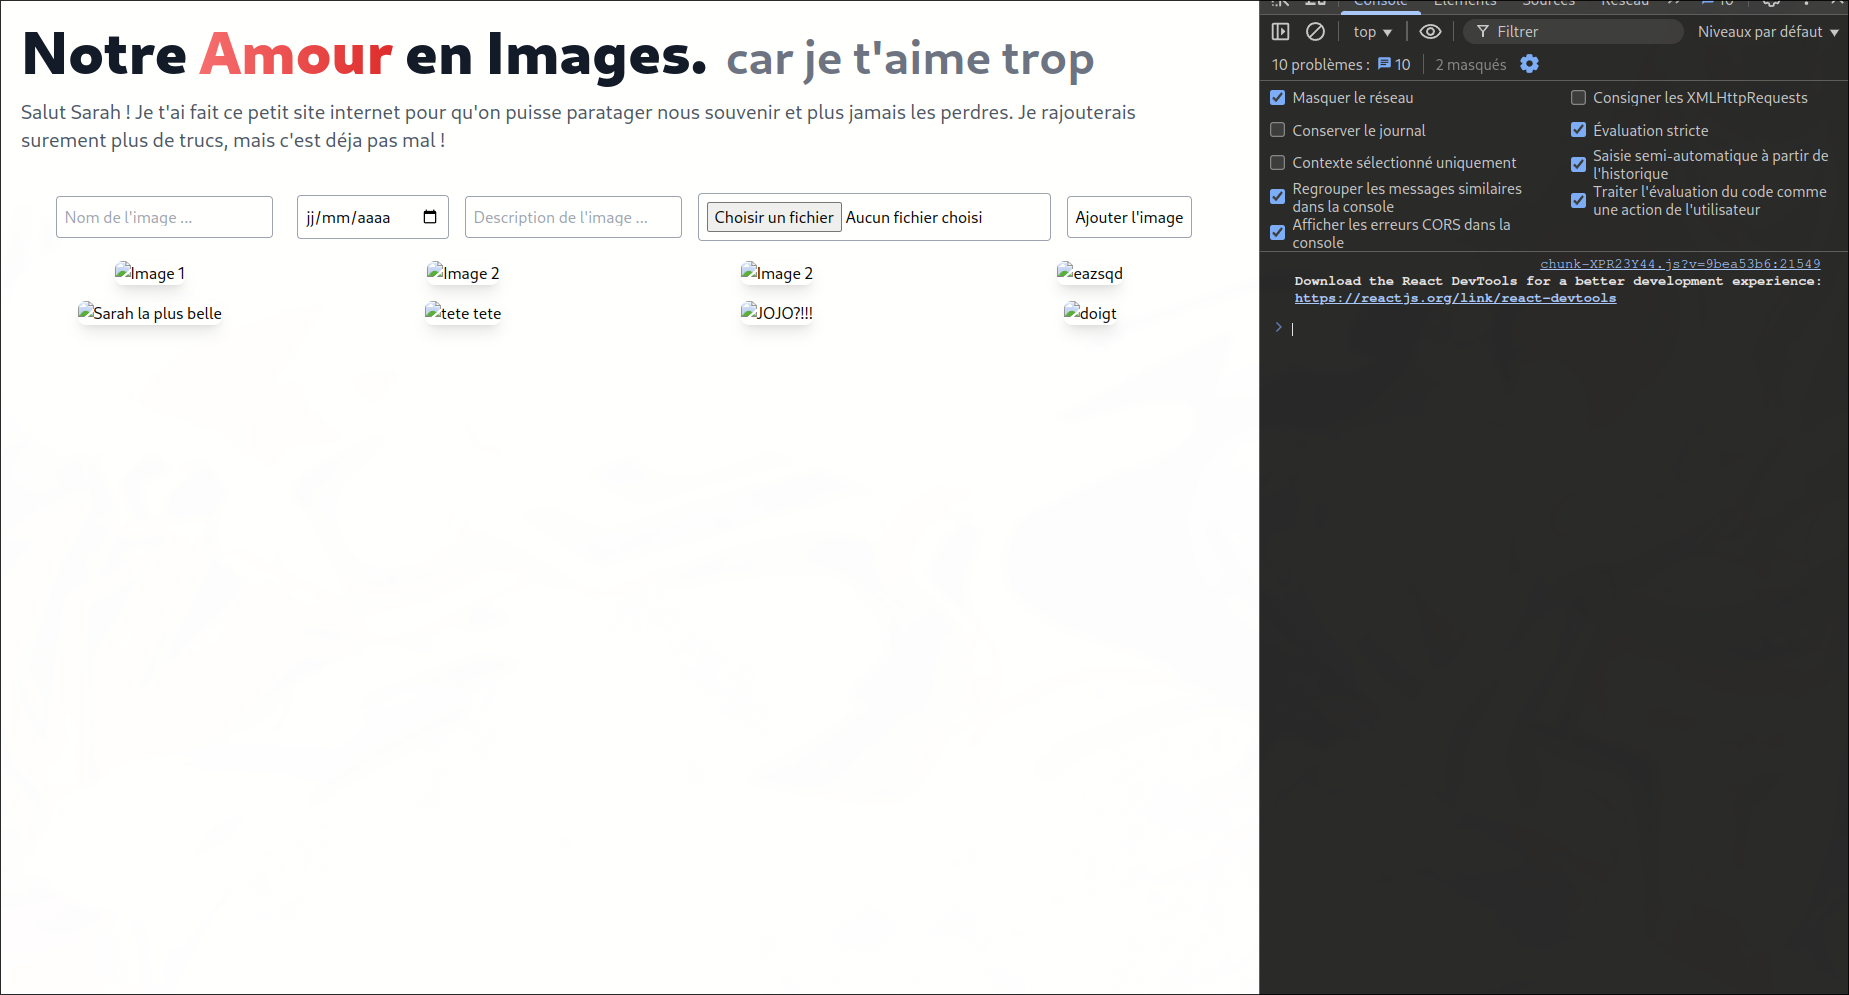 Notre Amour en Images. car je t'aime trop
Salut Sarah ! Je t'ai fait ce petit site internet pour qu'on puisse paratager nous souvenir et plus jamais les perdres. Je rajouterais
surement plus de trucs, mais c'est déja pas mal !
Nom de l'image ...
jj/mm/aaaa
Description de l'image ...
Choisir un fichier Aucun fichier choisi
Ajouter l'image
Image 1
Image 2
Image 2
eazsqd
Sarah la plus belle
tete tete
JOJO?!!!
doigt
Console Éléments Sources Réseau 10
top
Filtrer
Niveaux par défaut
10 problèmes : 10
2 masqués
Masquer le réseau
Consigner les XMLHttpRequests
Conserver le journal
Évaluation stricte
Contexte sélectionné uniquement
Saisie semi-automatique à partir de
l'historique
Regrouper les messages similaires
dans la console
Traiter l'évaluation du code comme
une action de l'utilisateur
Afficher les erreurs CORS dans la
console
chunk-XPR23Y44.js?v=9bea53b6:21549
Download the React DevTools for a better development experience:
https://reactjs.org/link/react-devtools